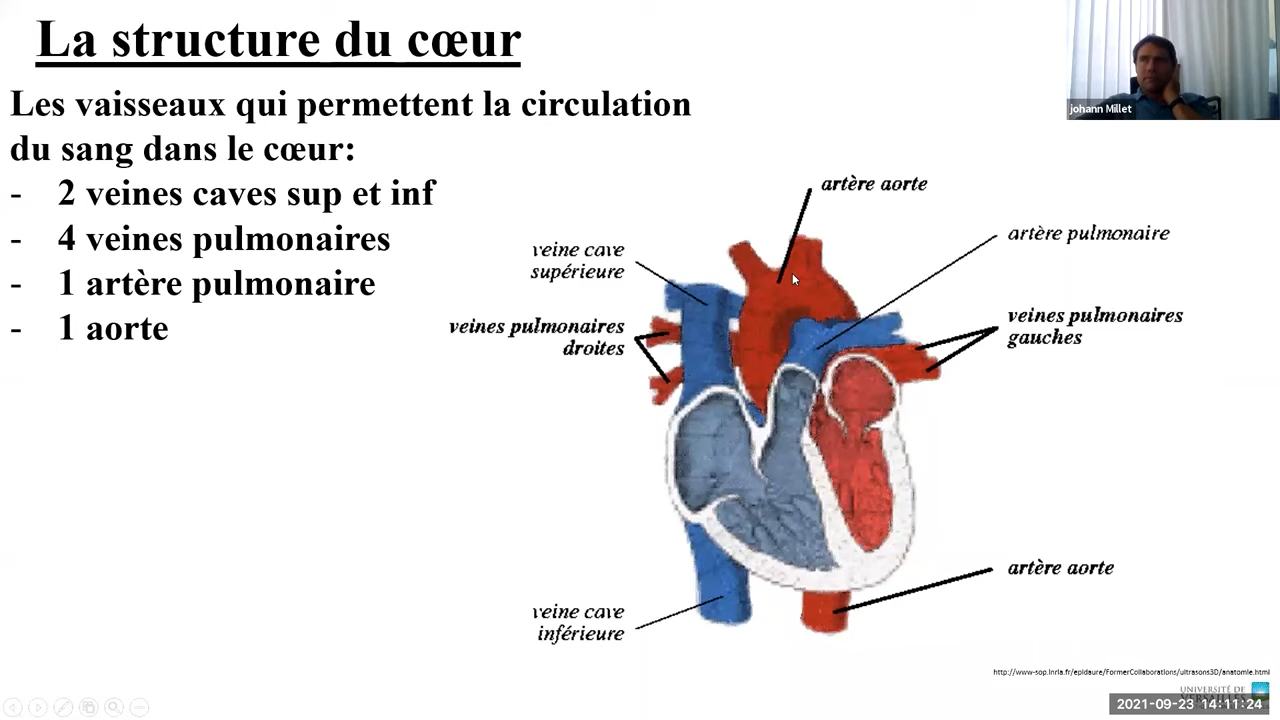 La structure du cœur
johann Millet
Les vaisseaux qui permettent la circulation
du sang dans le cœur:
- 2 veines caves sup et inf
- 4 veines pulmonaires
- 1 artère pulmonaire
- 1 aorte
artère aorte
artère pulmonaire
veine cave
supérieure
veines pulmonaires
droites
veines pulmonaires
gauches
artère aorte
veine cave
inférieure
http://www-sop.inria.fr/epidaure/FormerCollaborations/ultrasons3D/anatomie.html
UNIVERSITÉ DE
2021-09-23 14:11:24